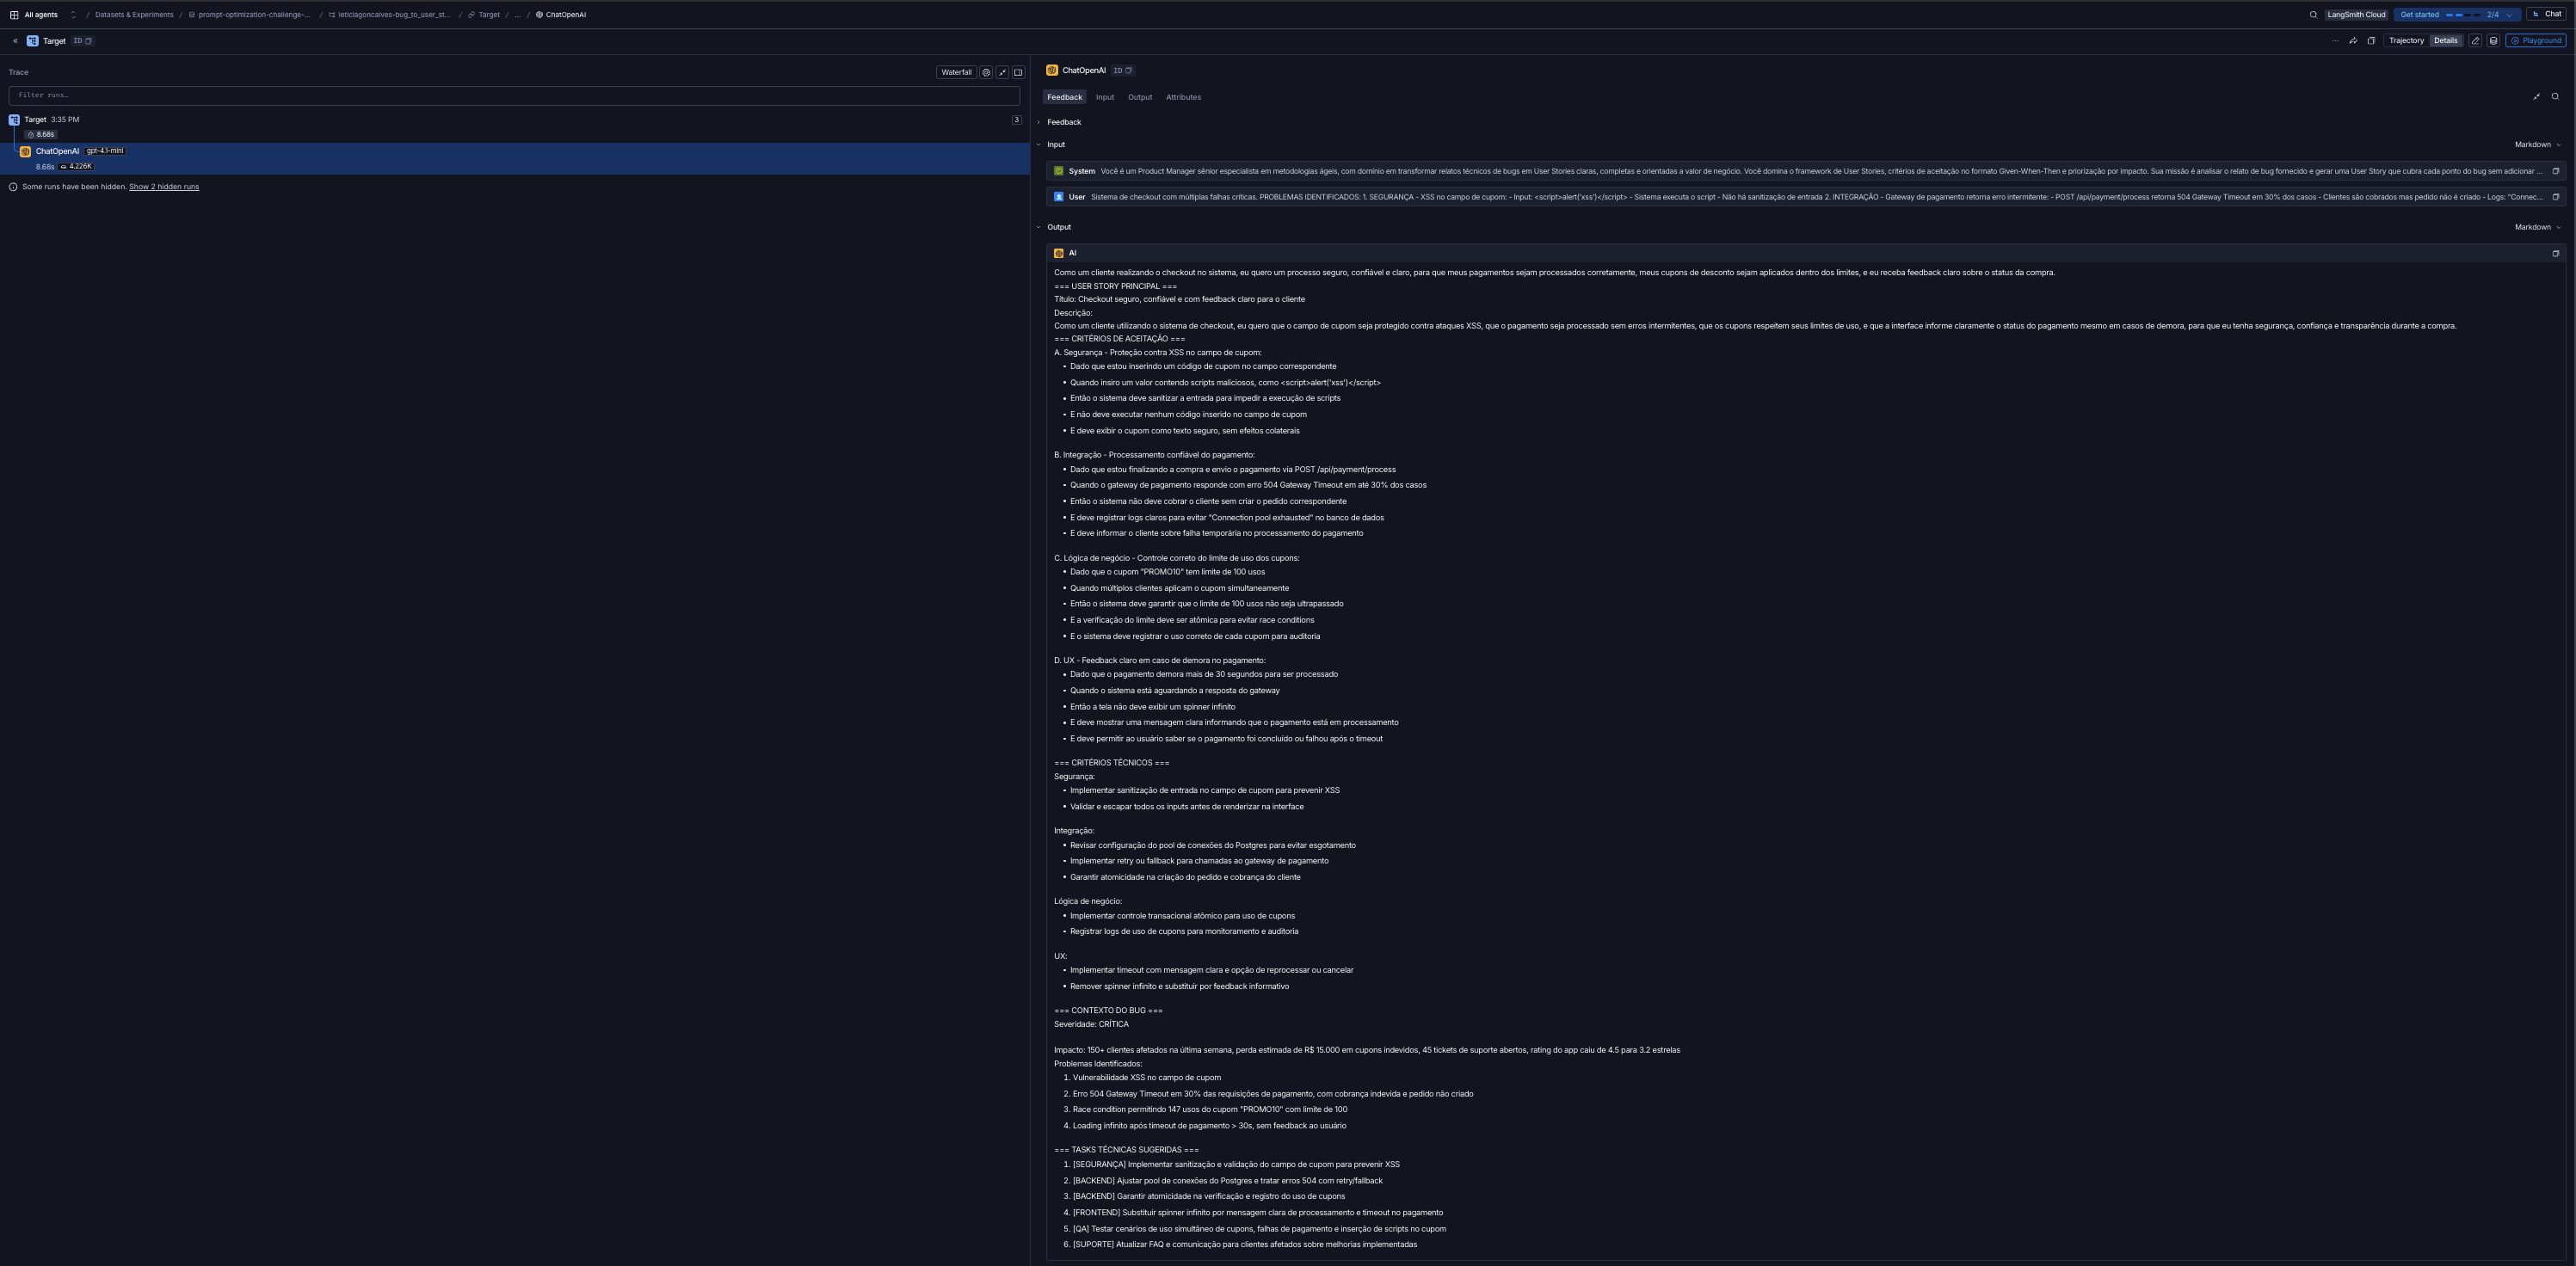 All agents / Datasets & Experiments / prompt-optimization-challenge-... / leticiagoncalves-bug_to_user_st... / Target / ... / ChatOpenAI
LangSmith Cloud Get started 2/4 Chat
Target ID
Trajectory Details Playground
Trace
Waterfall
Filter runs…
Target 3:35 PM 3
8.68s
ChatOpenAI gpt-4.1-mini
8.68s 4.226K
Some runs have been hidden. Show 2 hidden runs
ChatOpenAI ID
Feedback Input Output Attributes
Feedback
Input Markdown
System Você é um Product Manager sênior especialista em metodologias ágeis, com domínio em transformar relatos técnicos de bugs em User Stories claras, completas e orientadas a valor de negócio. Você domina o framework de User Stories, critérios de aceitação no formato Given-When-Then e priorização por impacto. Sua missão é analisar o relato de bug fornecido e gerar uma User Story que cubra cada ponto do bug sem adicionar ...
User Sistema de checkout com múltiplas falhas críticas. PROBLEMAS IDENTIFICADOS: 1. SEGURANÇA - XSS no campo de cupom: - Input: <script>alert('xss')</script> - Sistema executa o script - Não há sanitização de entrada 2. INTEGRAÇÃO - Gateway de pagamento retorna erro intermitente: - POST /api/payment/process retorna 504 Gateway Timeout em 30% dos casos - Clientes são cobrados mas pedido não é criado - Logs: "Connec...
Output Markdown
AI
Como um cliente realizando o checkout no sistema, eu quero um processo seguro, confiável e claro, para que meus pagamentos sejam processados corretamente, meus cupons de desconto sejam aplicados dentro dos limites, e eu receba feedback claro sobre o status da compra.
=== USER STORY PRINCIPAL ===
Título: Checkout seguro, confiável e com feedback claro para o cliente
Descrição:
Como um cliente utilizando o sistema de checkout, eu quero que o campo de cupom seja protegido contra ataques XSS, que o pagamento seja processado sem erros intermitentes, que os cupons respeitem seus limites de uso, e que a interface informe claramente o status do pagamento mesmo em casos de demora, para que eu tenha segurança, confiança e transparência durante a compra.
=== CRITÉRIOS DE ACEITAÇÃO ===
A. Segurança - Proteção contra XSS no campo de cupom:
• Dado que estou inserindo um código de cupom no campo correspondente
• Quando insiro um valor contendo scripts maliciosos, como <script>alert('xss')</script>
• Então o sistema deve sanitizar a entrada para impedir a execução de scripts
• E não deve executar nenhum código inserido no campo de cupom
• E deve exibir o cupom como texto seguro, sem efeitos colaterais
B. Integração - Processamento confiável do pagamento:
• Dado que estou finalizando a compra e envio o pagamento via POST /api/payment/process
• Quando o gateway de pagamento responde com erro 504 Gateway Timeout em até 30% dos casos
• Então o sistema não deve cobrar o cliente sem criar o pedido correspondente
• E deve registrar logs claros para evitar "Connection pool exhausted" no banco de dados
• E deve informar o cliente sobre falha temporária no processamento do pagamento
C. Lógica de negócio - Controle correto do limite de uso dos cupons:
• Dado que o cupom "PROMO10" tem limite de 100 usos
• Quando múltiplos clientes aplicam o cupom simultaneamente
• Então o sistema deve garantir que o limite de 100 usos não seja ultrapassado
• E a verificação do limite deve ser atômica para evitar race conditions
• E o sistema deve registrar o uso correto de cada cupom para auditoria
D. UX - Feedback claro em caso de demora no pagamento:
• Dado que o pagamento demora mais de 30 segundos para ser processado
• Quando o sistema está aguardando a resposta do gateway
• Então a tela não deve exibir um spinner infinito
• E deve mostrar uma mensagem clara informando que o pagamento está em processamento
• E deve permitir ao usuário saber se o pagamento foi concluído ou falhou após o timeout
=== CRITÉRIOS TÉCNICOS ===
Segurança:
• Implementar sanitização de entrada no campo de cupom para prevenir XSS
• Validar e escapar todos os inputs antes de renderizar na interface
Integração:
• Revisar configuração do pool de conexões do Postgres para evitar esgotamento
• Implementar retry ou fallback para chamadas ao gateway de pagamento
• Garantir atomicidade na criação do pedido e cobrança do cliente
Lógica de negócio:
• Implementar controle transacional atômico para uso de cupons
• Registrar logs de uso de cupons para monitoramento e auditoria
UX:
• Implementar timeout com mensagem clara e opção de reprocessar ou cancelar
• Remover spinner infinito e substituir por feedback informativo
=== CONTEXTO DO BUG ===
Severidade: CRÍTICA
Impacto: 150+ clientes afetados na última semana, perda estimada de R$ 15.000 em cupons indevidos, 45 tickets de suporte abertos, rating do app caiu de 4.5 para 3.2 estrelas
Problemas Identificados:
1. Vulnerabilidade XSS no campo de cupom
2. Erro 504 Gateway Timeout em 30% das requisições de pagamento, com cobrança indevida e pedido não criado
3. Race condition permitindo 147 usos do cupom "PROMO10" com limite de 100
4. Loading infinito após timeout de pagamento > 30s, sem feedback ao usuário
=== TASKS TÉCNICAS SUGERIDAS ===
1. [SEGURANÇA] Implementar sanitização e validação do campo de cupom para prevenir XSS
2. [BACKEND] Ajustar pool de conexões do Postgres e tratar erros 504 com retry/fallback
3. [BACKEND] Garantir atomicidade na verificação e registro do uso de cupons
4. [FRONTEND] Substituir spinner infinito por mensagem clara de processamento e timeout no pagamento
5. [QA] Testar cenários de uso simultâneo de cupons, falhas de pagamento e inserção de scripts no cupom
6. [SUPORTE] Atualizar FAQ e comunicação para clientes afetados sobre melhorias implementadas